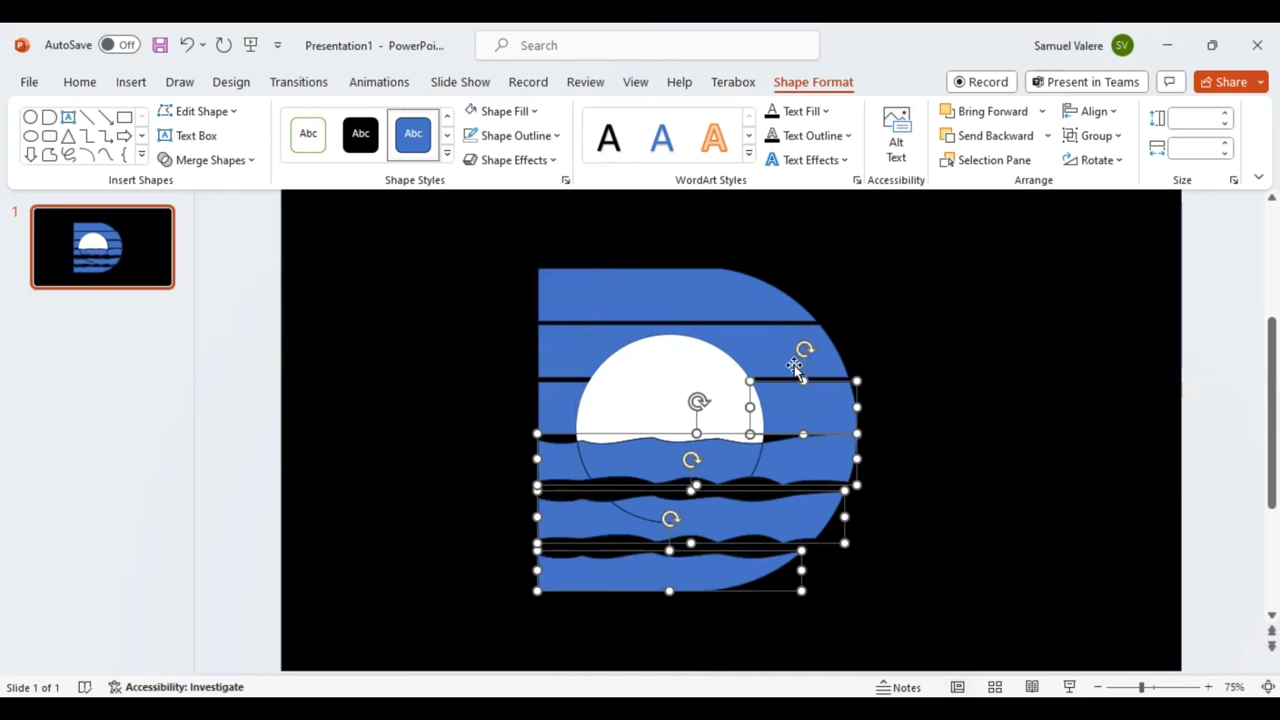 AutoSave Off Presentation1 - PowerPoi... Search Samuel Valere SV
File Home Insert Draw Design Transitions Animations Slide Show Record Review View Help Terabox Shape Format Record Present in Teams Share
Edit Shape Abc Abc Abc Shape Fill A A A Text Fill Bring Forward Align
Text Box Shape Outline Text Outline Alt Text Send Backward Group
Merge Shapes Shape Effects Text Effects Selection Pane Rotate
Insert Shapes Shape Styles WordArt Styles Accessibility Arrange Size
1
Slide 1 of 1 Accessibility: Investigate Notes 75%